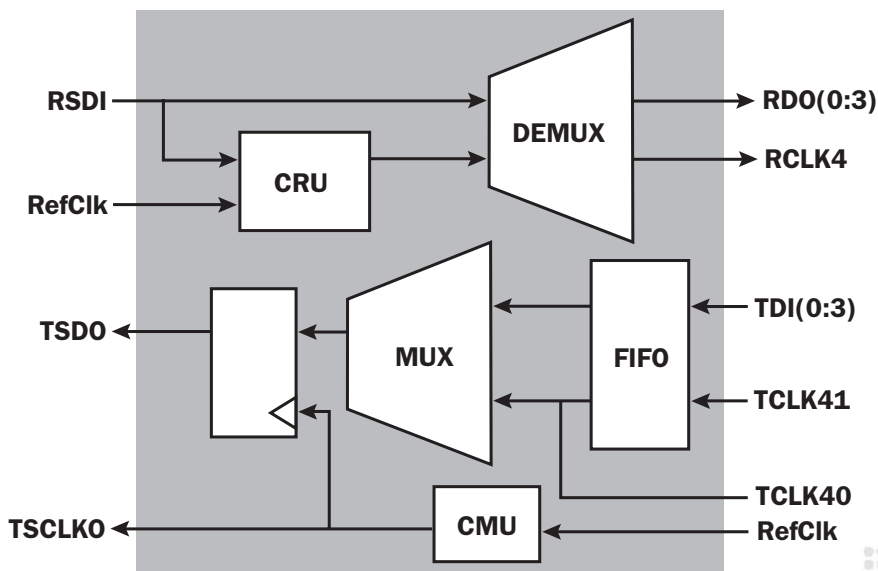 RSDI
DEMUX
RDO(0:3)
CRU
RCLK4
RefClk
TSDO
MUX
FIFO
TDI(0:3)
TCLK41
TSCLKO
CMU
TCLK40
RefClk